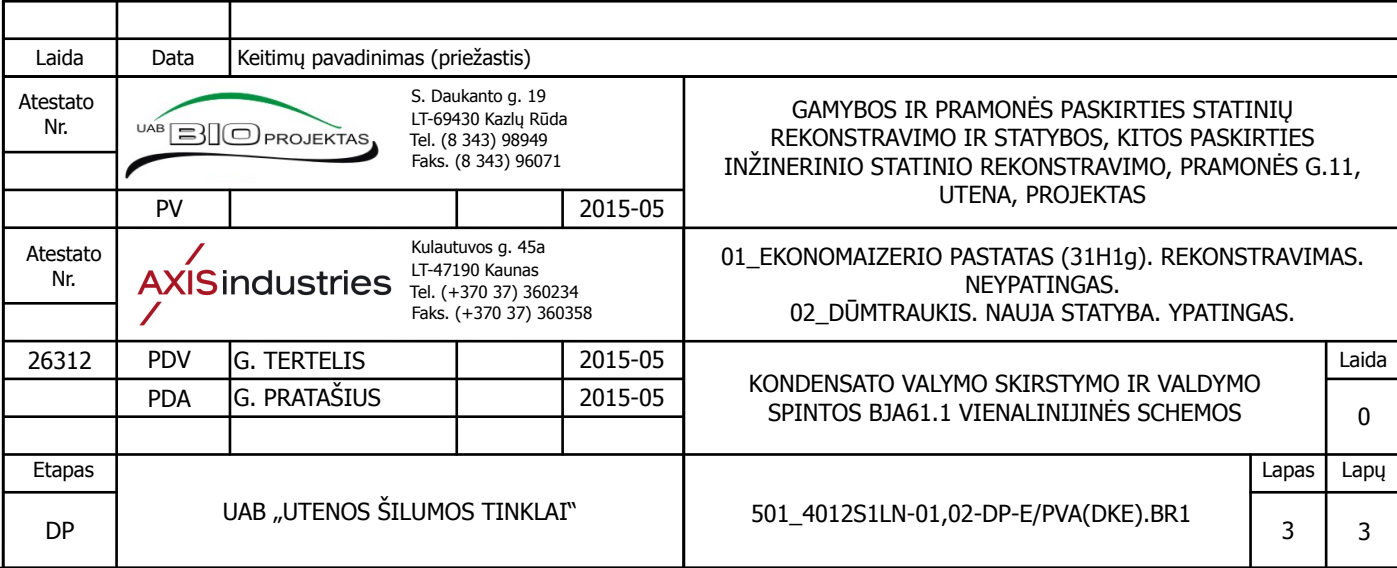 Laida Data Keitimų pavadinimas (priežastis)
Atestato
Nr.
UAB BIO PROJEKTAS
S. Daukanto g. 19
LT-69430 Kazlų Rūda
Tel. (8 343) 98949
Faks. (8 343) 96071
GAMYBOS IR PRAMONĖS PASKIRTIES STATINIŲ
REKONSTRAVIMO IR STATYBOS, KITOS PASKIRTIES
INŽINERINIO STATINIO REKONSTRAVIMO, PRAMONĖS G.11,
UTENA, PROJEKTAS
PV 2015-05
Atestato
Nr.
AXISindustries
Kulautuvos g. 45a
LT-47190 Kaunas
Tel. (+370 37) 360234
Faks. (+370 37) 360358
01_EKONOMAIZERIO PASTATAS (31H1g). REKONSTRAVIMAS.
NEYPATINGAS.
02_DŪMTRAUKIS. NAUJA STATYBA. YPATINGAS.
26312 PDV G. TERTELIS 2015-05
PDA G. PRATAŠIUS 2015-05
KONDENSATO VALYMO SKIRSTYMO IR VALDYMO
SPINTOS BJA61.1 VIENALINIJINĖS SCHEMOS
Laida
0
Etapas
DP
UAB „UTENOS ŠILUMOS TINKLAI“
501_4012S1LN-01,02-DP-E/PVA(DKE).BR1
Lapas Lapų
3 3